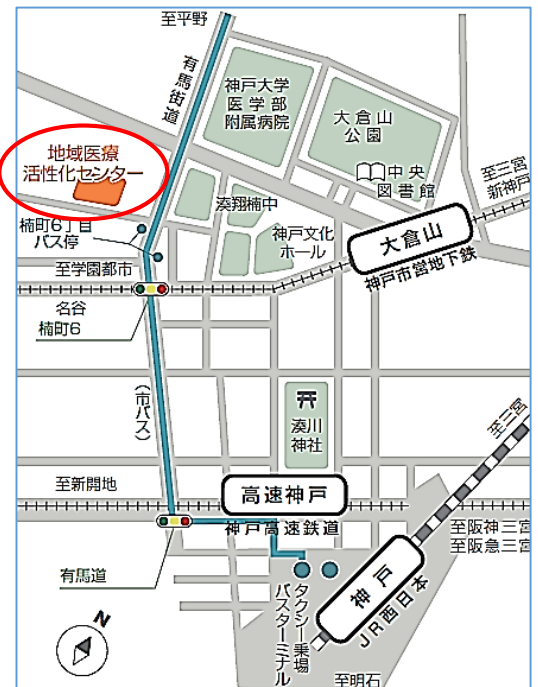 至平野
有馬街道
神戸大学
医学部
附属病院
大倉山
公園
中央
図書館
至三宮
新神戸
地域医療
活性化センター
楠町6丁目
バス停
湊翔楠中
神戸文化
ホール
大倉山
神戸市営地下鉄
至学園都市
名谷
楠町6
(市バス)
湊川
神社
至三宮
至新開地
高速神戸
神戸高速鉄道
至阪神三宮
至阪急三宮
有馬道
タクシー乗場
バスターミナル
神戸
JR西日本
至明石
N